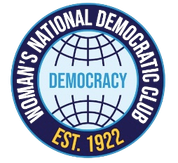 WOMAN'S NATIONAL DEMOCRATIC CLUB
DEMOCRACY
EST. 1922